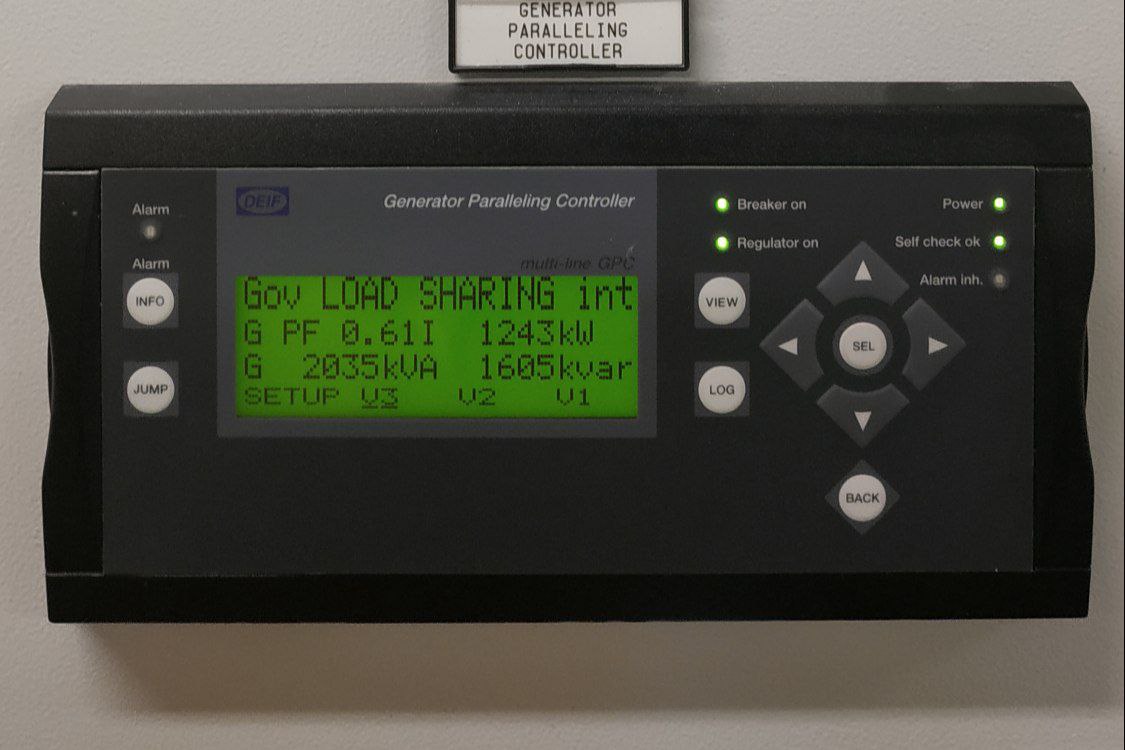 GENERATOR
PARALLELING
CONTROLLER
DEIF
Generator Paralleling Controller
multi-line GPC
Alarm
Alarm
INFO
JUMP
Gov LOAD SHARING int
G PF 0.61I 1243kW
G 2035kVA 1605kvar
SETUP V3 V2 V1
Breaker on
Power
Regulator on
Self check ok
Alarm inh.
VIEW
SEL
LOG
BACK